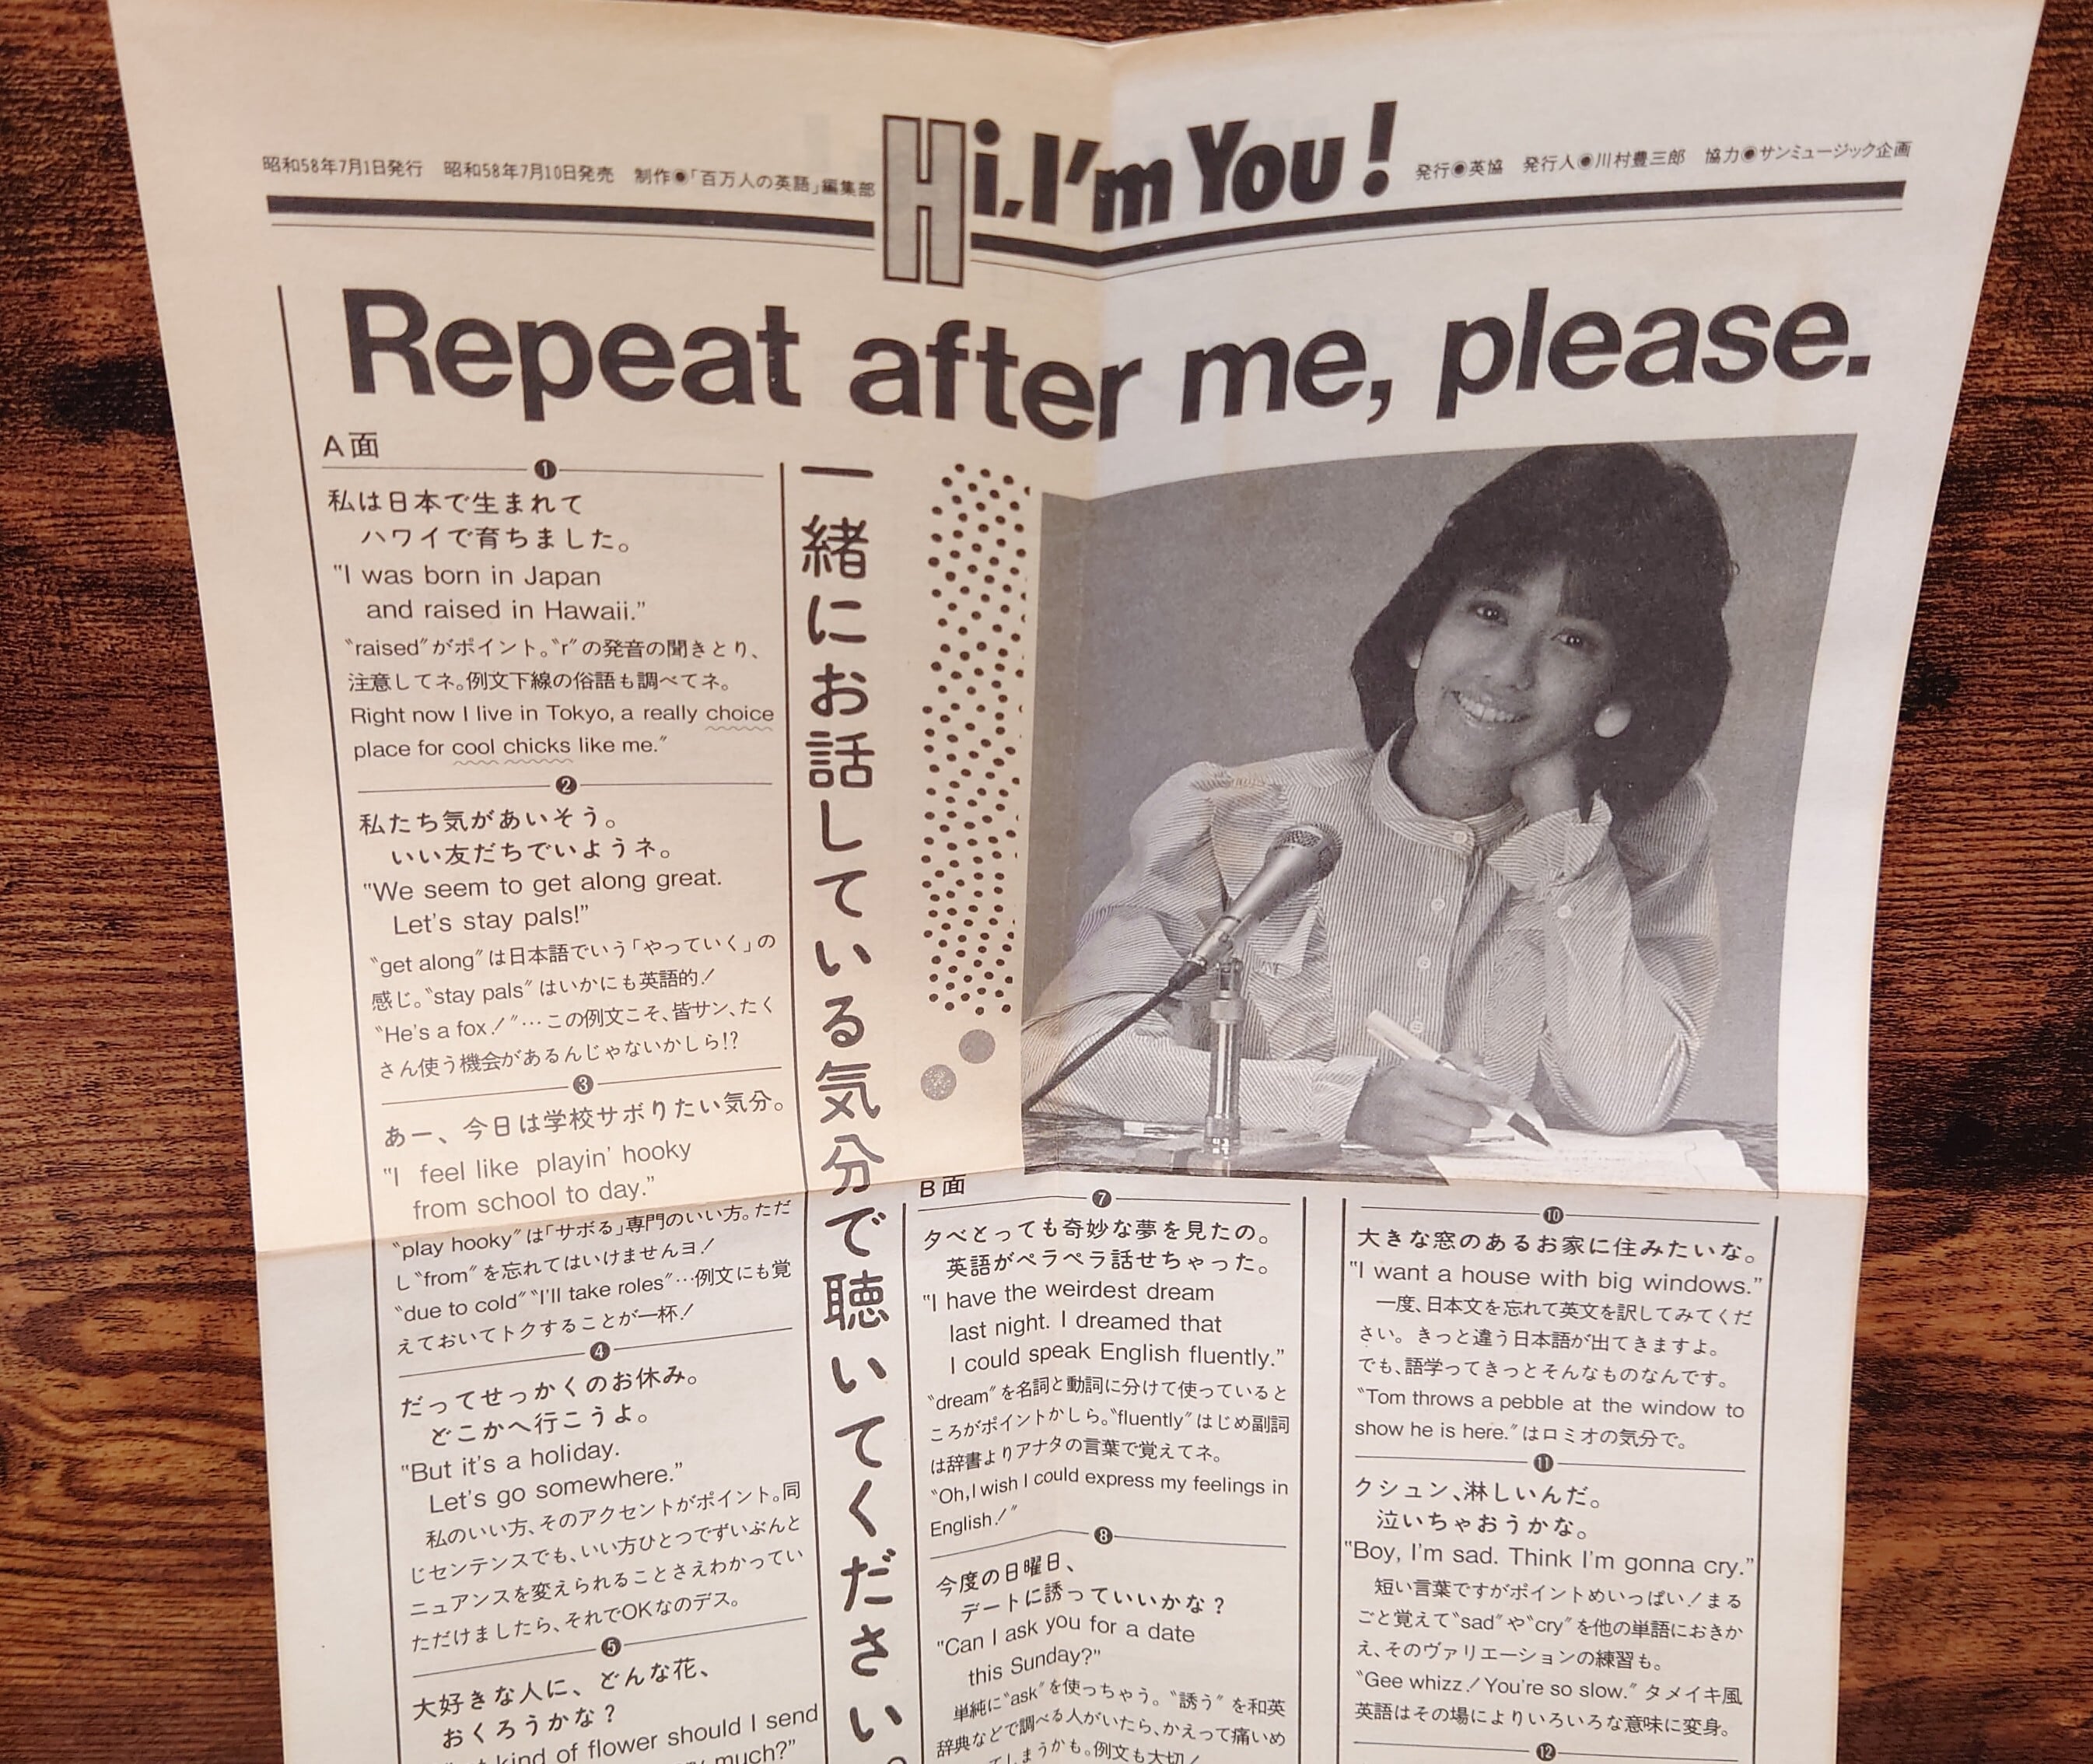 昭和58年7月1日発行　昭和58年7月10日発売　制作●「百万人の英語」編集部
Hi, I'm You!
発行●英協　発行人●川村豊三郎　協力●サンミュージック企画
Repeat after me, please.
A面
❶
私は日本で生まれて
ハワイで育ちました。
"I was born in Japan
and raised in Hawaii."
"raised"がポイント。"r"の発音の聞きとり、
注意してネ。例文下線の俗語も調べてネ。
Right now I live in Tokyo, a really choice
place for cool chicks like me."
❷
私たち気があいそう。
いい友だちでいようネ。
"We seem to get along great.
Let's stay pals!"
"get along"は日本語でいう「やっていく」の
感じ。"stay pals"はいかにも英語的！
"He's a fox！"…この例文こそ、皆サン、たく
さん使う機会があるんじゃないかしら!?
❸
あー、今日は学校サボりたい気分。
"I feel like playin' hooky
from school to day."
"play hooky"は「サボる」専門のいい方。ただ
し"from"を忘れてはいけませんヨ！
"due to cold""I'll take roles"…例文にも覚
えておいてトクすることが一杯！
❹
だってせっかくのお休み。
どこかへ行こうよ。
"But it's a holiday.
Let's go somewhere."
私のいい方、そのアクセントがポイント。同
じセンテンスでも、いい方ひとつでずいぶんと
ニュアンスを変えられることさえわかってい
ただけましたら、それでOKなのデス。
❺
大好きな人に、どんな花、
おくろうかな？
kind of flower should I send
much?"
一緒にお話している気分で聴いてください。
B面
❼
夕べとっても奇妙な夢を見たの。
英語がペラペラ話せちゃった。
"I have the weirdest dream
last night. I dreamed that
I could speak English fluently."
"dream"を名詞と動詞に分けて使っていると
ころがポイントかしら。"fluently"はじめ副詞
は辞書よりアナタの言葉で覚えてネ。
"Oh, I wish I could express my feelings in
English！"
❽
今度の日曜日、
デートに誘っていいかな？
"Can I ask you for a date
this Sunday?"
単純に"ask"を使っちゃう。"誘う"を和英
辞典などで調べる人がいたら、かえって痛いめ
てしまうかも。例文も大切！
❿
大きな窓のあるお家に住みたいな。
"I want a house with big windows."
一度、日本文を忘れて英文を訳してみてくだ
さい。きっと違う日本語が出てきますよ。
でも、語学ってきっとそんなものなんです。
"Tom throws a pebble at the window to
show he is here."はロミオの気分で。
⓫
クシュン、淋しいんだ。
泣いちゃおうかな。
"Boy, I'm sad. Think I'm gonna cry."
短い言葉ですがポイントめいっぱい！まる
ごと覚えて"sad"や"cry"を他の単語におきか
え、そのヴァリエーションの練習も。
"Gee whizz！You're so slow."タメイキ風
英語はその場によりいろいろな意味に変身。
⓬